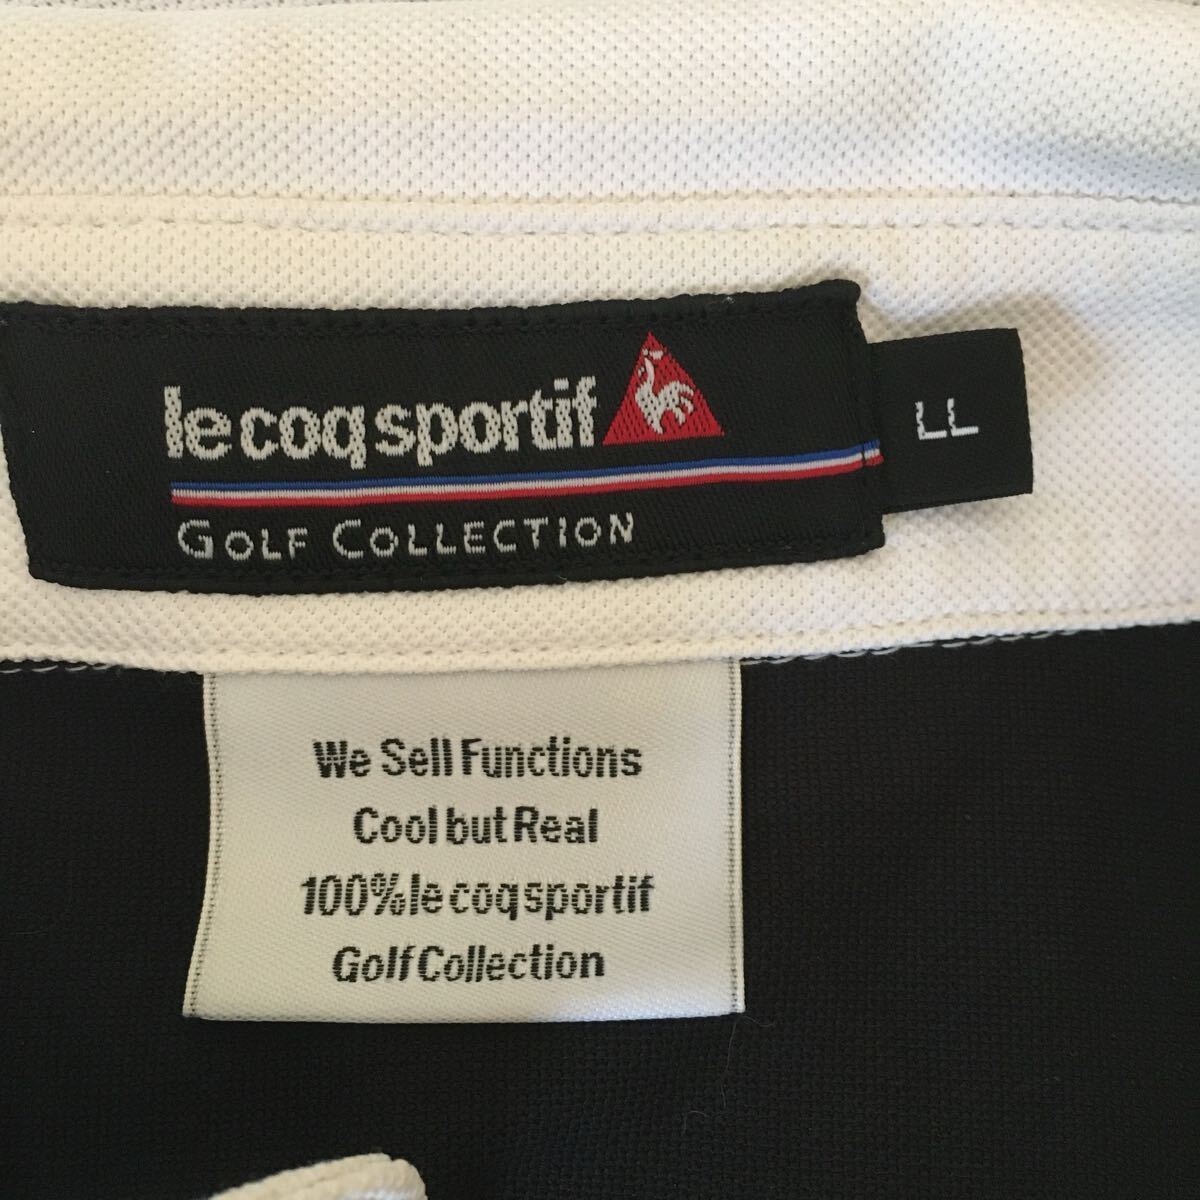 le coq sportif
LL
GOLF COLLECTION
We Sell Functions
Cool but Real
100% le coq sportif
Golf Collection